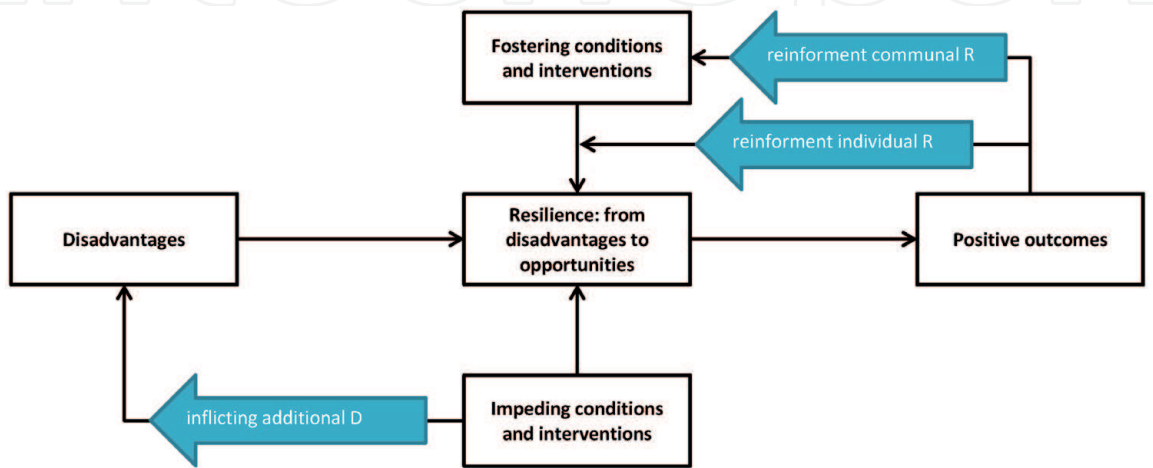 Fostering conditions
and interventions
reinforment communal R
reinforment individual R
Disadvantages
Resilience: from
disadvantages to
opportunities
Positive outcomes
inflicting additional D
Impeding conditions
and interventions